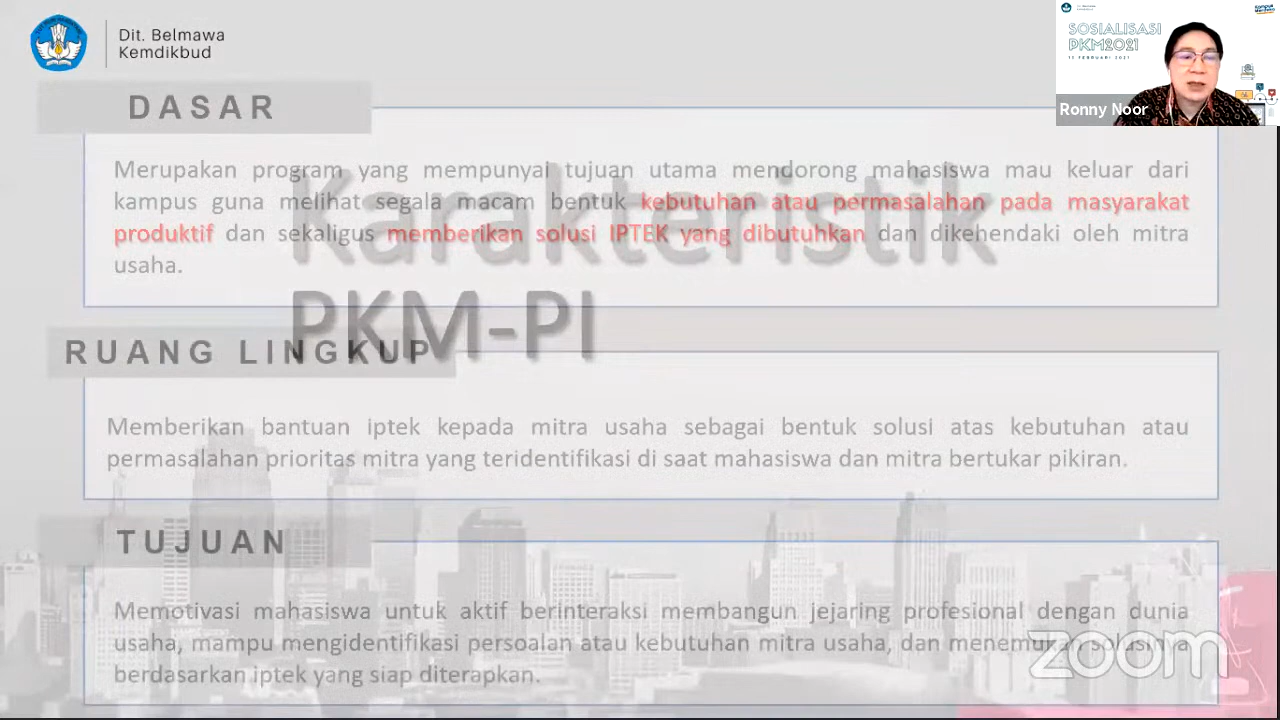 Dit. Belmawa
Kemdikbud
SOSIALISASI
PKM2021
11 FEBRUARI 2021
Ronny Noor
DASAR
Merupakan program yang mempunyai tujuan utama mendorong mahasiswa mau keluar dari
kampus guna melihat segala macam bentuk kebutuhan atau permasalahan pada masyarakat
produktif dan sekaligus memberikan solusi IPTEK yang dibutuhkan dan dikehendaki oleh mitra
usaha.
Karakteristik
PKM-PI
RUANG LINGKUP
Memberikan bantuan iptek kepada mitra usaha sebagai bentuk solusi atas kebutuhan atau
permasalahan prioritas mitra yang teridentifikasi di saat mahasiswa dan mitra bertukar pikiran.
TUJUAN
Memotivasi mahasiswa untuk aktif berinteraksi membangun jejaring profesional dengan dunia
usaha, mampu mengidentifikasi persoalan atau kebutuhan mitra usaha, dan menemukan solusinya
berdasarkan iptek yang siap diterapkan.
zoom